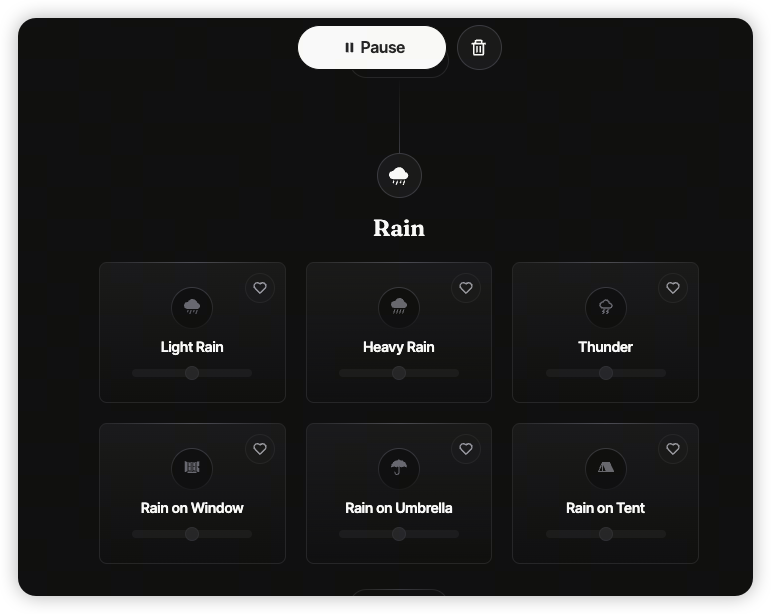 Pause
Rain
Light Rain
Heavy Rain
Thunder
Rain on Window
Rain on Umbrella
Rain on Tent